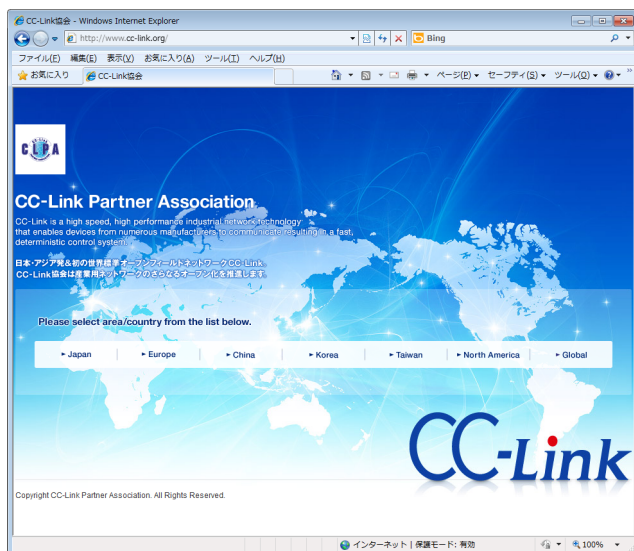 CC-Link協会 - Windows Internet Explorer
http://www.cc-link.org/
Bing
ファイル(F) 編集(E) 表示(V) お気に入り(A) ツール(T) ヘルプ(H)
お気に入り CC-Link協会 ページ(P) セーフティ(S) ツール(O)
CLPA
CC-Link Partner Association
CC-Link is a high speed, high performance industrial network technology
that enables devices from numerous manufacturers to communicate resulting in a fast,
deterministic control system.
日本・アジア発&初の世界標準オープンフィールドネットワークCC-Link.
CC-Link協会は産業用ネットワークのさらなるオープン化を推進します.
Please select area/country from the list below.
Japan Europe China Korea Taiwan North America Global
CC-Link
Copyright CC-Link Partner Association. All Rights Reserved.
インターネット | 保護モード: 有効 100%